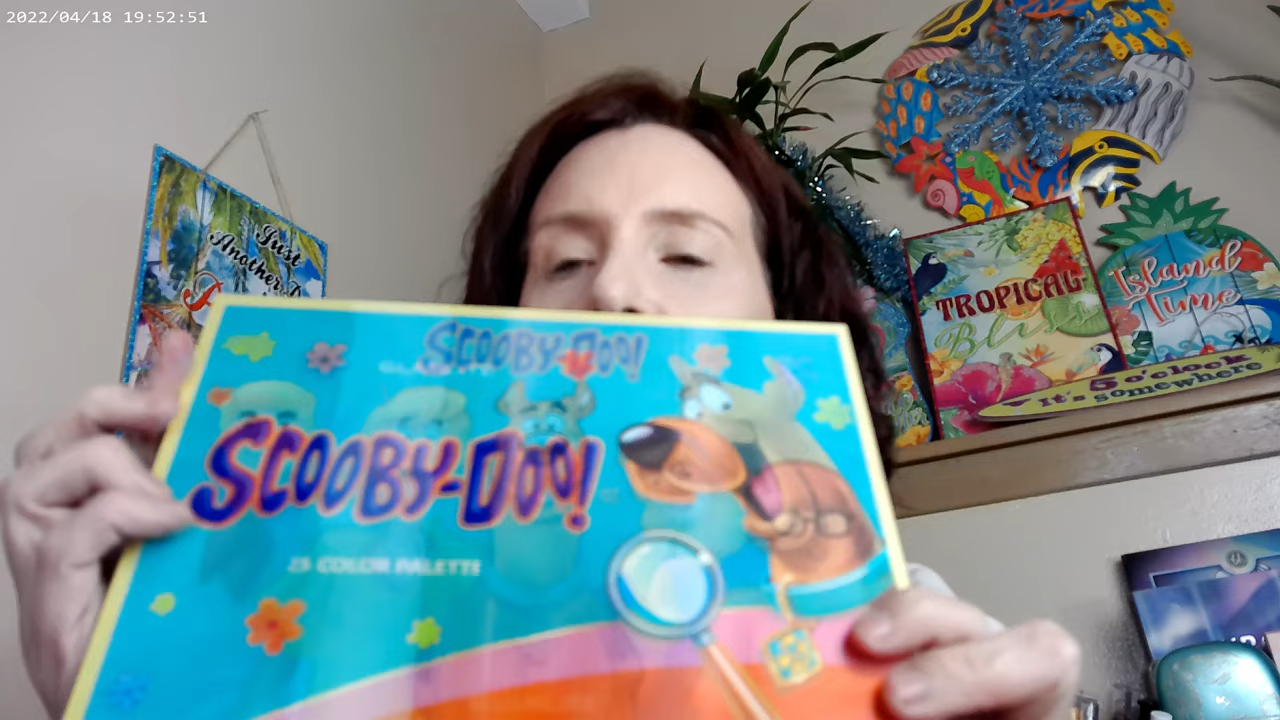 2022/04/18 19:52:51
Just
Another D
TROPICAL
Bliss
Island
Time
5 o'clock
It's somewhere
SCOOBY-DOO!
SCOOBY-DOO!
25 COLOR PALETTE